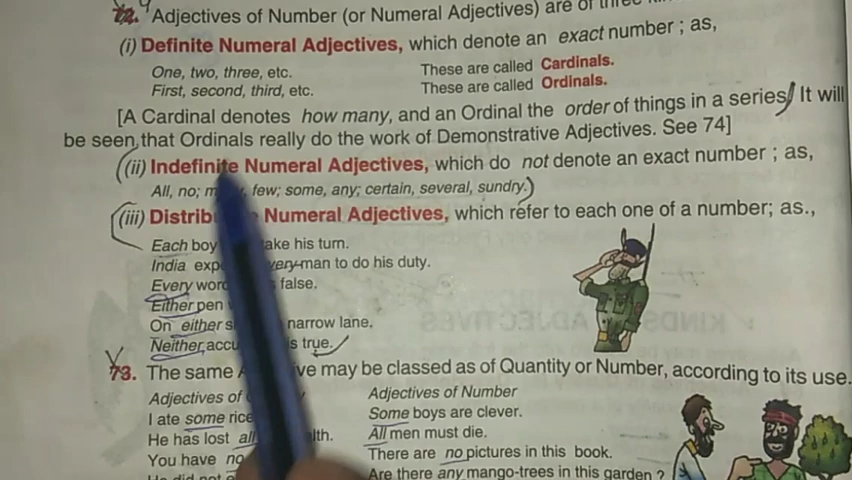 72. Adjectives of Number (or Numeral Adjectives) are of three
(i) Definite Numeral Adjectives, which denote an exact number ; as,
One, two, three, etc. These are called Cardinals.
First, second, third, etc. These are called Ordinals.
[A Cardinal denotes how many, and an Ordinal the order of things in a series. It will
be seen that Ordinals really do the work of Demonstrative Adjectives. See 74]
(ii) Indefinite Numeral Adjectives, which do not denote an exact number ; as,
All, no; few; some, any; certain, several, sundry.
(iii) Numeral Adjectives, which refer to each one of a number; as.,
Each boy his turn.
India man to do his duty.
Every false.
Either pen
On either narrow lane.
Neither is true.
73. The same may be classed as of Quantity or Number, according to its use.
Adjectives of Adjectives of Number
I ate some rice Some boys are clever.
He has lost All men must die.
You have There are no pictures in this book.
Are there any mango-trees in this garden ?